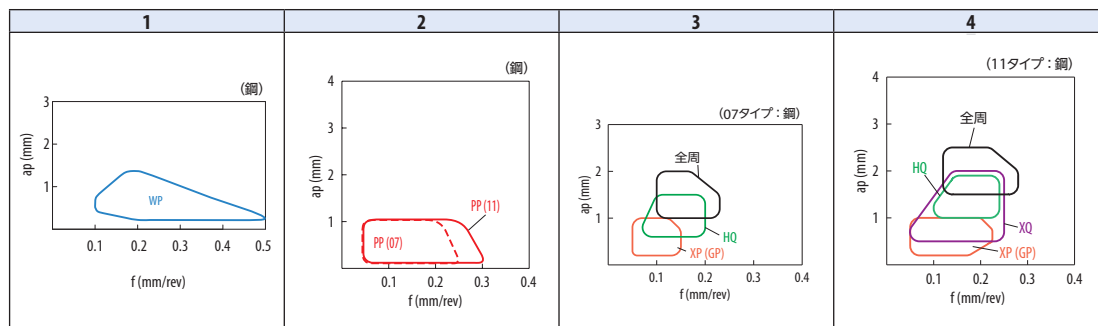 1
2
3
4
(鋼)
3
2
1
ap (mm)
WP
0.1 0.2 0.3 0.4 0.5
f (mm/rev)
(鋼)
4
3
2
1
ap (mm)
PP (11)
PP (07)
0.1 0.2 0.3 0.4
f (mm/rev)
(07タイプ:鋼)
3
2
1
ap (mm)
全周
HQ
XP (GP)
0.1 0.2 0.3 0.4
f (mm/rev)
(11タイプ:鋼)
4
3
2
1
ap (mm)
全周
HQ
XQ
XP (GP)
0.1 0.2 0.3 0.4
f (mm/rev)